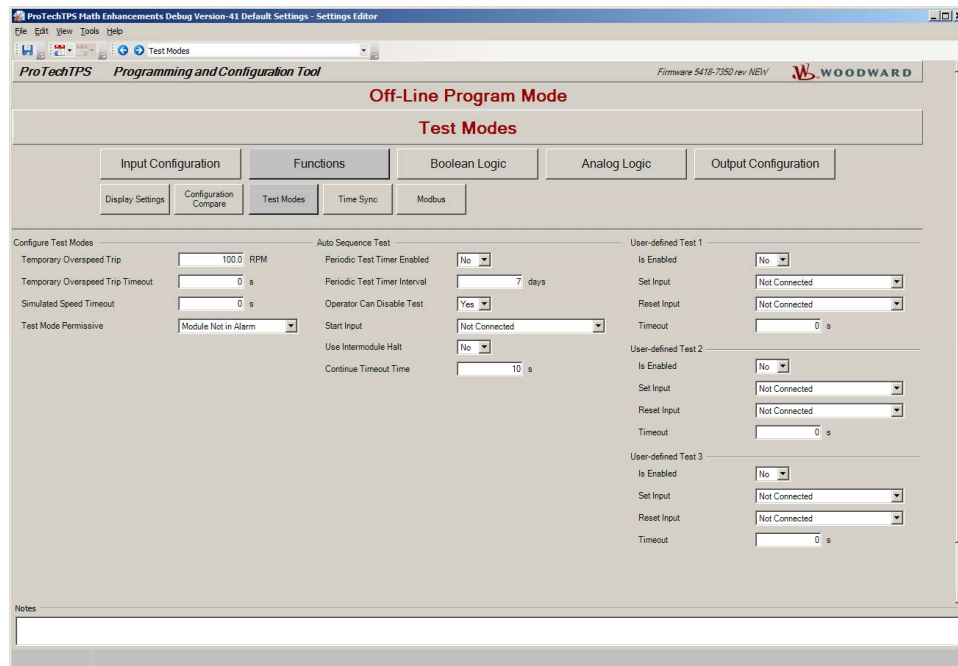 ProTechTPS Math Enhancements Debug Version-41 Default Settings - Settings Editor
File Edit View Tools Help
Test Modes
ProTechTPS Programming and Configuration Tool
Firmware 5418-7350 rev NEW
WOODWARD
Off-Line Program Mode
Test Modes
Input Configuration
Functions
Boolean Logic
Analog Logic
Output Configuration
Display Settings
Configuration Compare
Test Modes
Time Sync
Modbus
Configure Test Modes
Temporary Overspeed Trip 100.0 RPM
Temporary Overspeed Trip Timeout 0 s
Simulated Speed Timeout 0 s
Test Mode Permissive Module Not in Alarm
Auto Sequence Test
Periodic Test Timer Enabled No
Periodic Test Timer Interval 7 days
Operator Can Disable Test Yes
Start Input Not Connected
Use Intermodule Halt No
Continue Timeout Time 10 s
User-defined Test 1
Is Enabled No
Set Input Not Connected
Reset Input Not Connected
Timeout 0 s
User-defined Test 2
Is Enabled No
Set Input Not Connected
Reset Input Not Connected
Timeout 0 s
User-defined Test 3
Is Enabled No
Set Input Not Connected
Reset Input Not Connected
Timeout 0 s
Notes